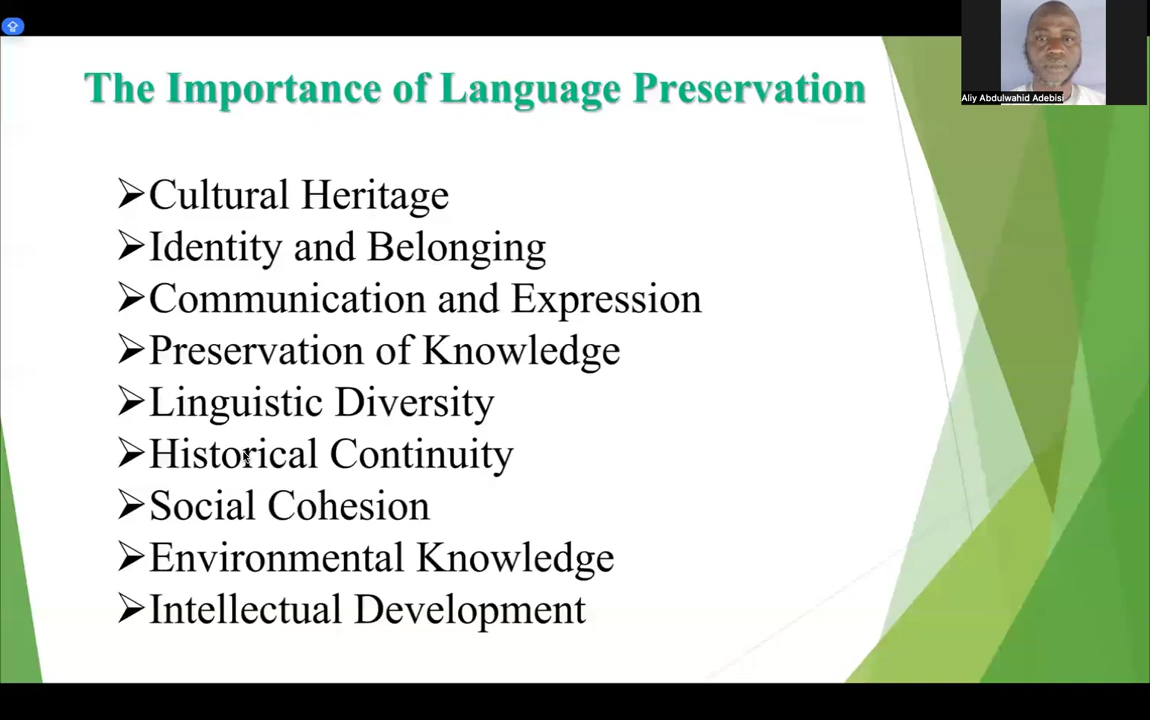 The Importance of Language Preservation
Aliy Abdulwahid Adebisi
➢Cultural Heritage
➢Identity and Belonging
➢Communication and Expression
➢Preservation of Knowledge
➢Linguistic Diversity
➢Historical Continuity
➢Social Cohesion
➢Environmental Knowledge
➢Intellectual Development